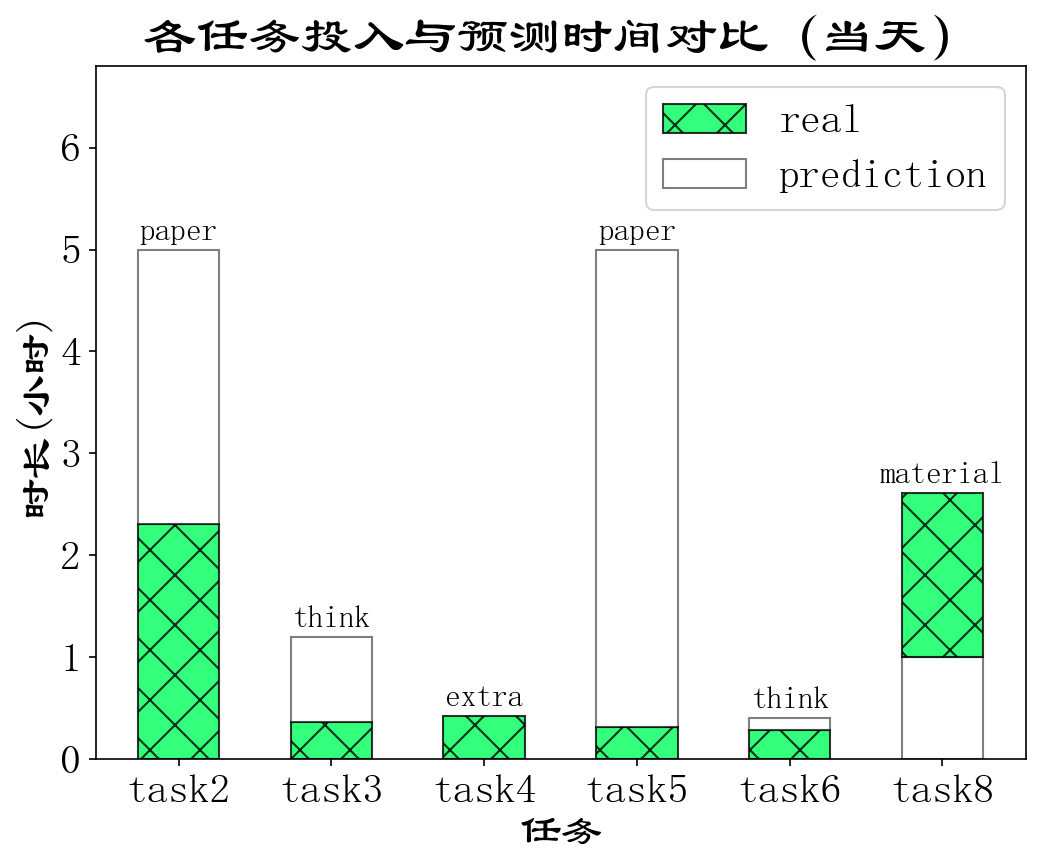 各任务投入与预测时间对比 (当天)
real
prediction
时长(小时)
6
5
4
3
2
1
0
paper
think
extra
paper
think
material
task2 task3 task4 task5 task6 task8
任务